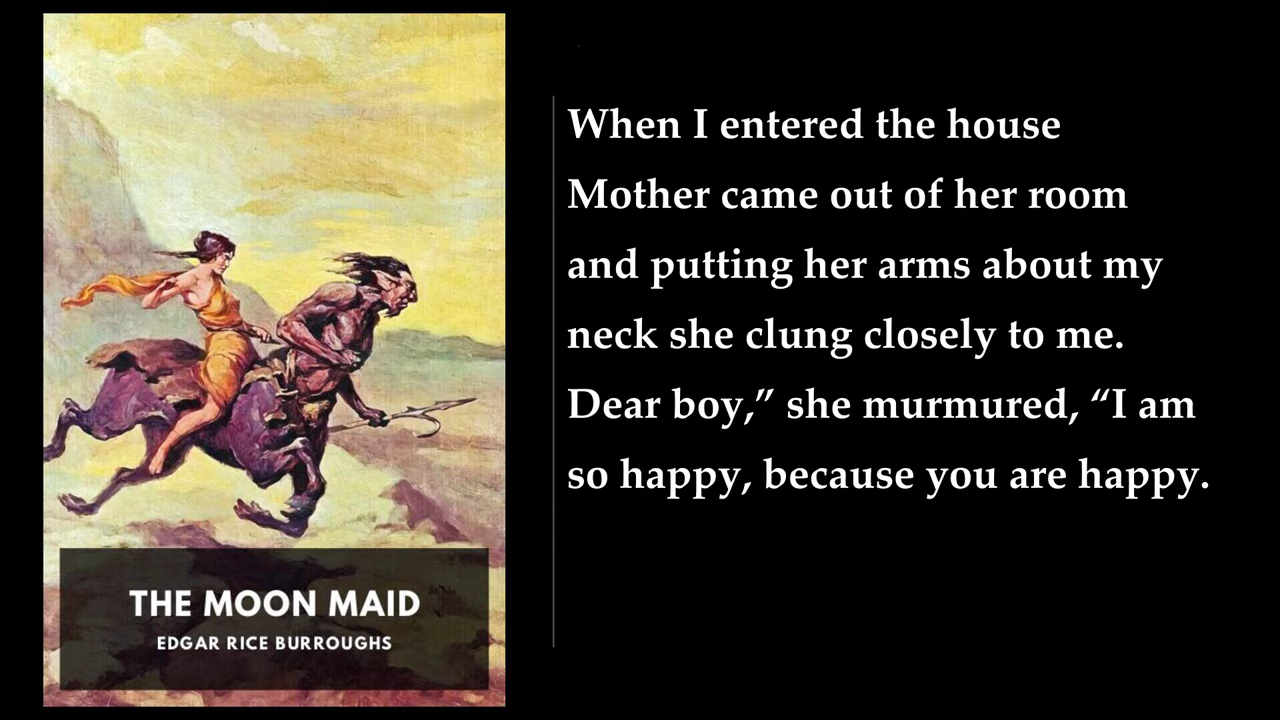 When I entered the house
Mother came out of her room
and putting her arms about my
neck she clung closely to me.
Dear boy,” she murmured, “I am
so happy, because you are happy.
THE MOON MAID
EDGAR RICE BURROUGHS